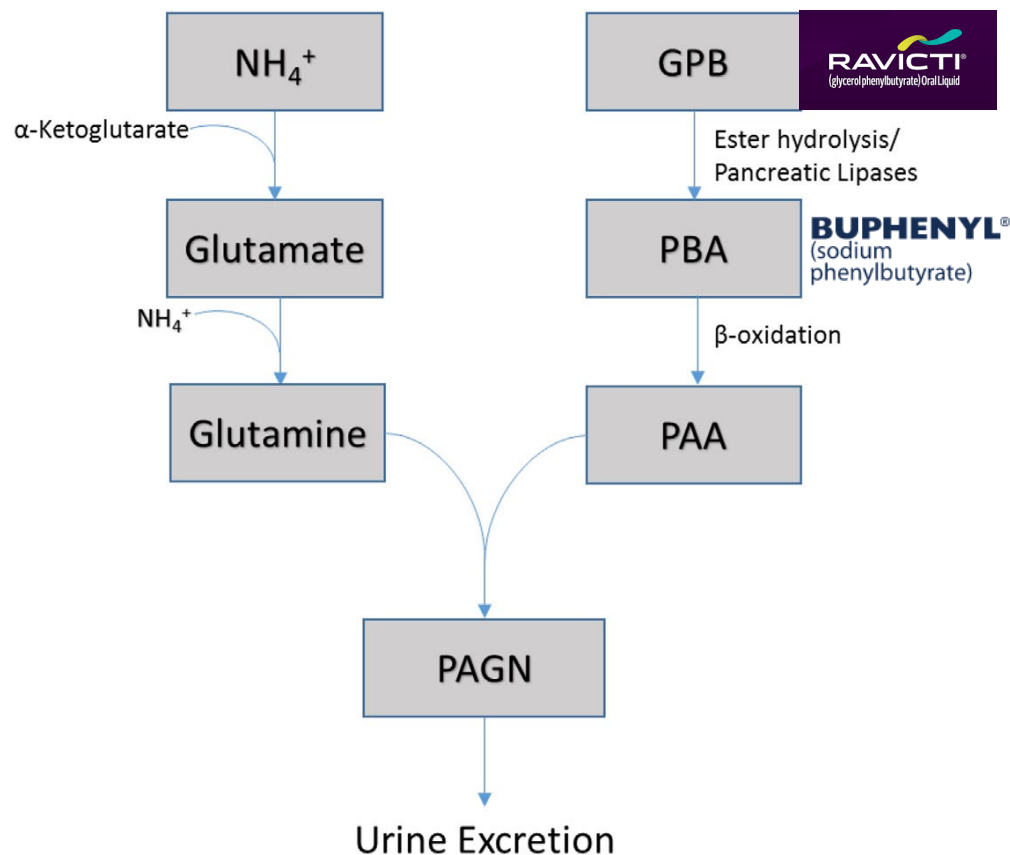 NH₄⁺
GPB
RAVICTI®
(glycerol phenylbutyrate) Oral Liquid
α-Ketoglutarate
Ester hydrolysis/
Pancreatic Lipases
Glutamate
PBA
BUPHENYL®
(sodium
phenylbutyrate)
NH₄⁺
β-oxidation
Glutamine
PAA
PAGN
Urine Excretion